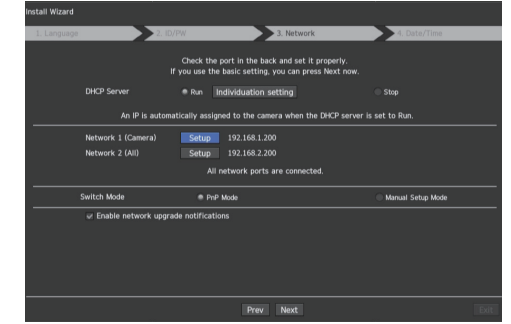 Install Wizard
1. Language
2. ID/PW
3. Network
4. Data/Time
Check the port in the back and set it properly.
If you use the basic setting, you can press Next now.
DHCP Server Run Individuation setting Stop
An IP is automatically assigned to the camera when the DHCP server is set to Run.
Network 1 (Camera) Setup 192.168.1.200
Network 2 (All) Setup 192.168.2.200
All network ports are connected.
Switch Mode PnP Mode Manual Setup Mode
Enable network upgrade notifications
Prev Next Exit